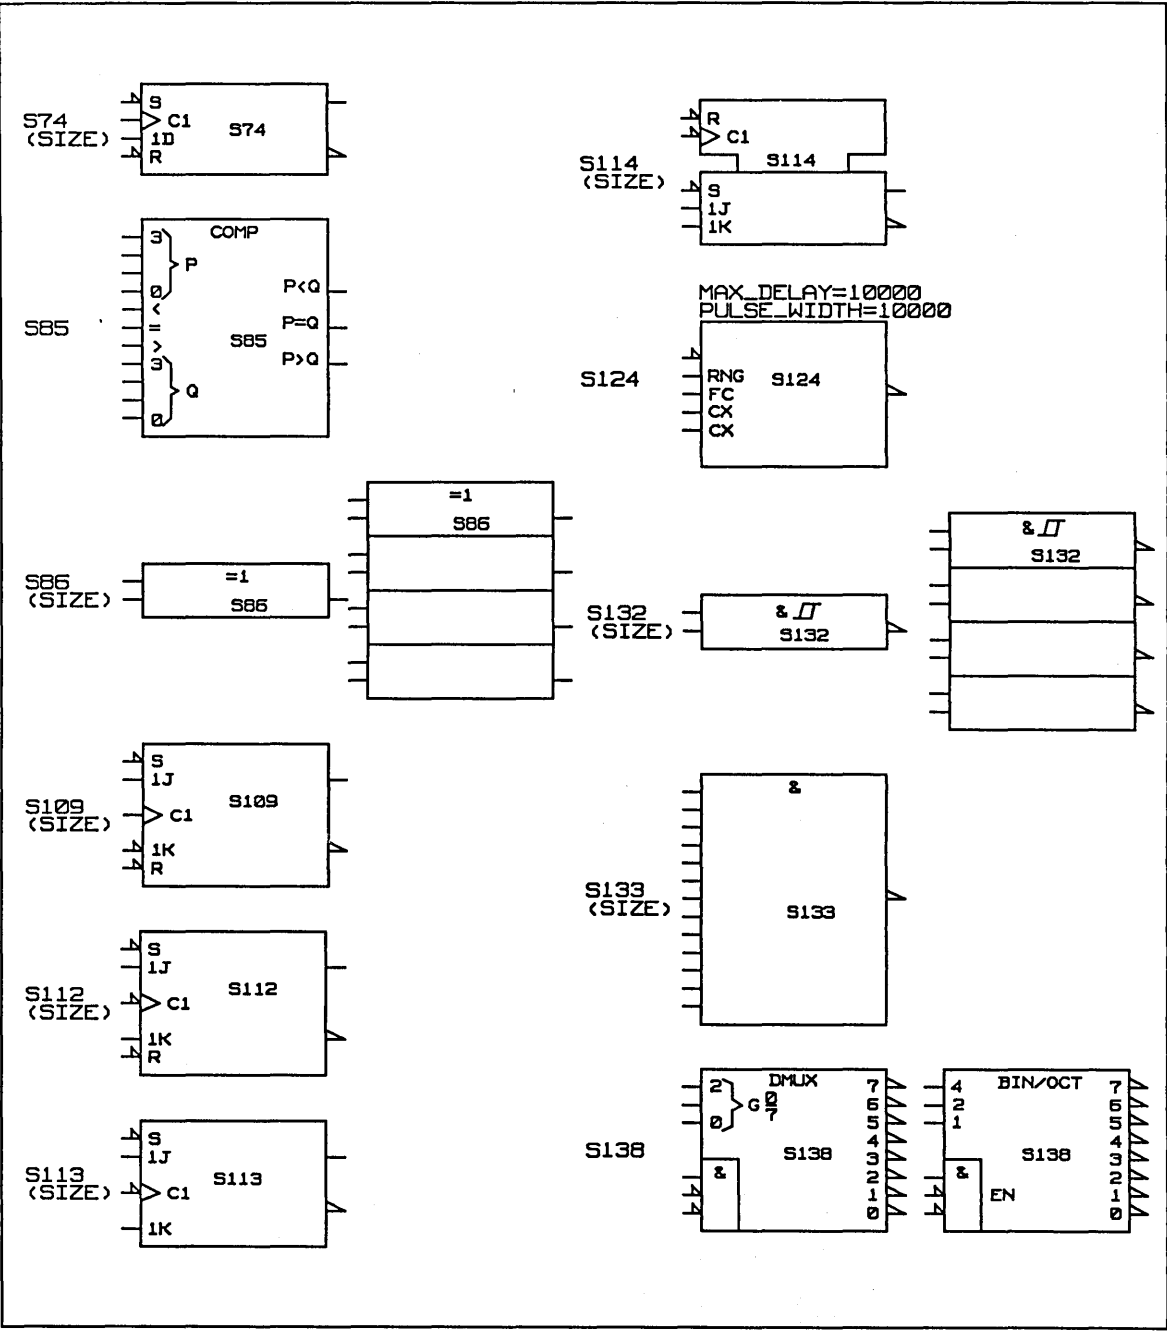 S74
(SIZE)
S
C1
1D
R
S74
S85
COMP
3
P
0
<
=
>
3
Q
0
P<Q
P=Q
P>Q
S85
S86
(SIZE)
=1
S86
=1
S86
S109
(SIZE)
S
1J
C1
1K
R
S109
S112
(SIZE)
S
1J
C1
1K
R
S112
S113
(SIZE)
S
1J
C1
1K
S113
S114
(SIZE)
R
C1
S114
S
1J
1K
MAX_DELAY=10000
PULSE_WIDTH=10000
S124
RNG
FC
CX
CX
S124
S132
(SIZE)
&
S132
&
S132
S133
(SIZE)
&
S133
S138
DMUX
2
0
G 0
7
&
S138
7
6
5
4
3
2
1
0
BIN/OCT
4
2
1
&
EN
S138
7
6
5
4
3
2
1
0